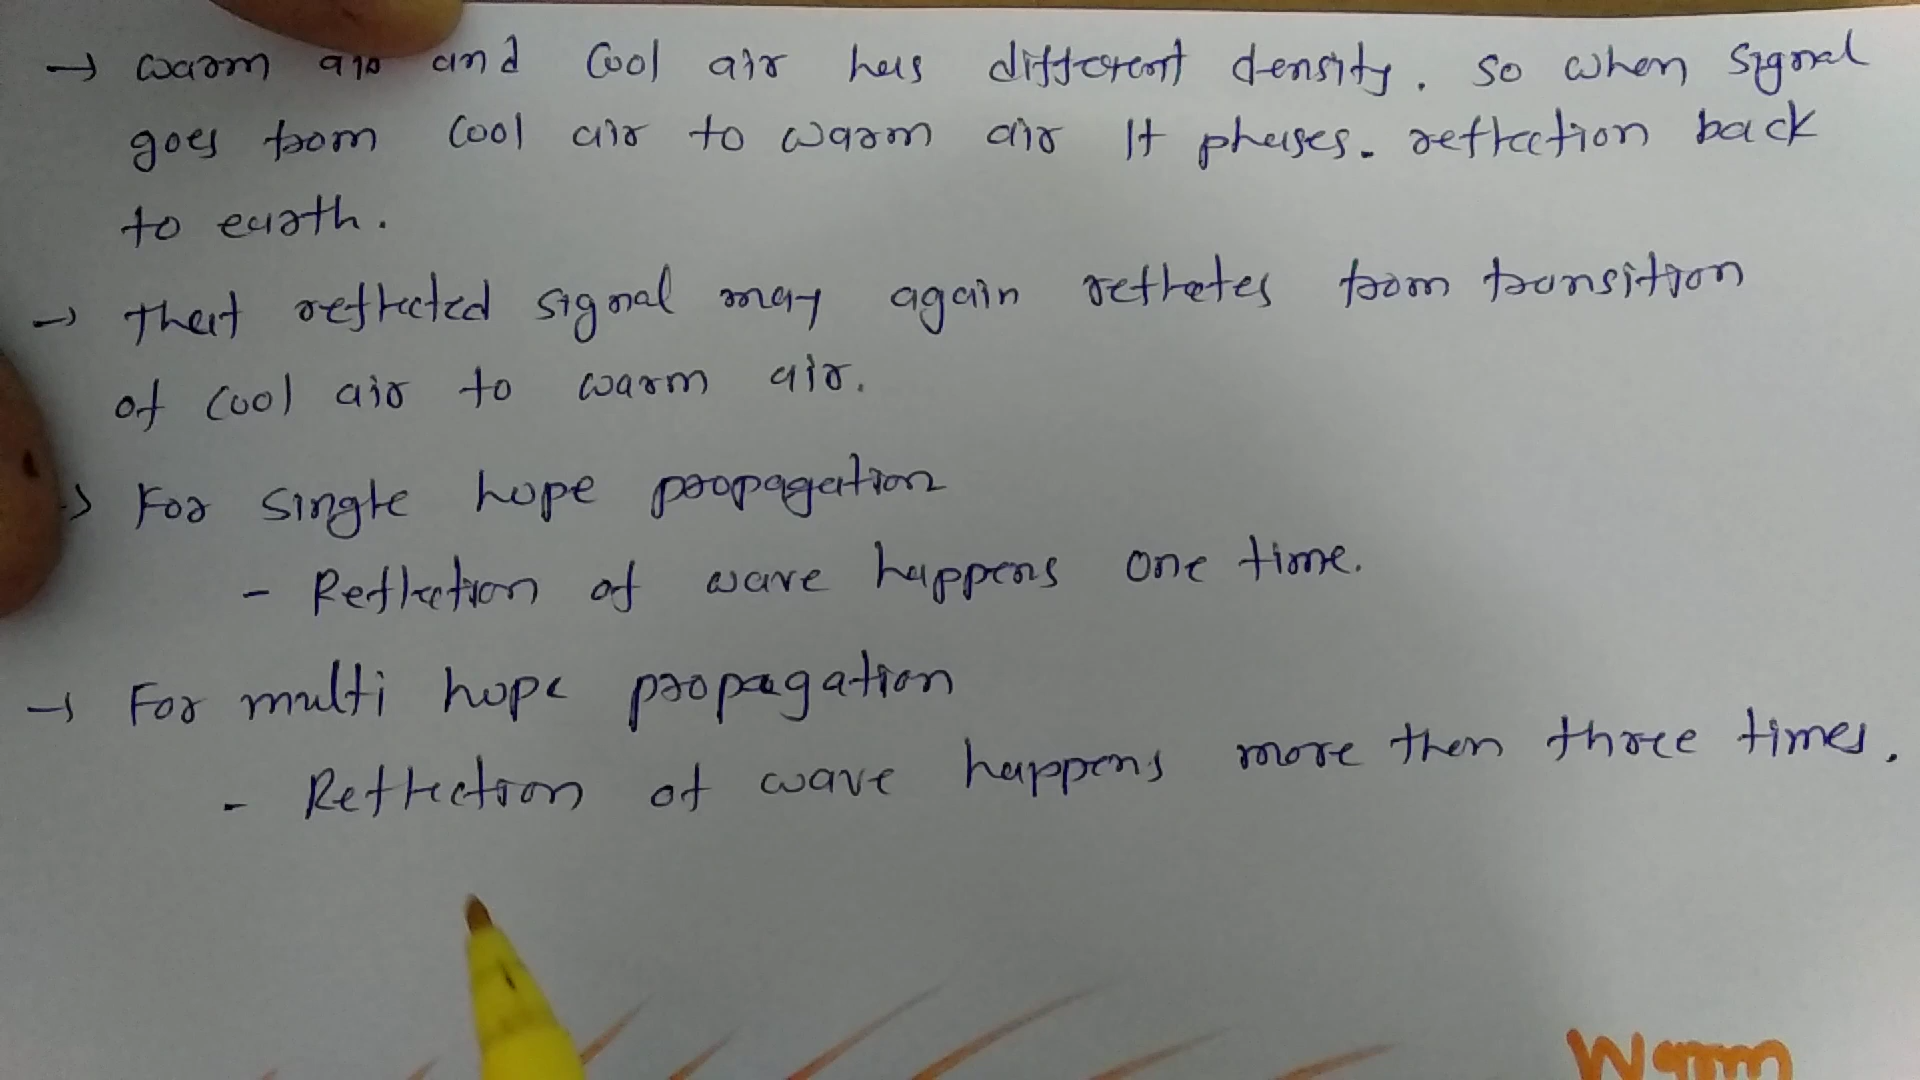 → warm air and cool air has different density. so when signal
goes from cool air to warm air It phases. reflection back
to earth.
→ That reflected signal may again refletes from transition
of cool air to warm air.
→ For single hope propagation
- Reflection of wave happens one time.
→ For multi hope propagation
- Reflection of wave happens more then three times.
Warm